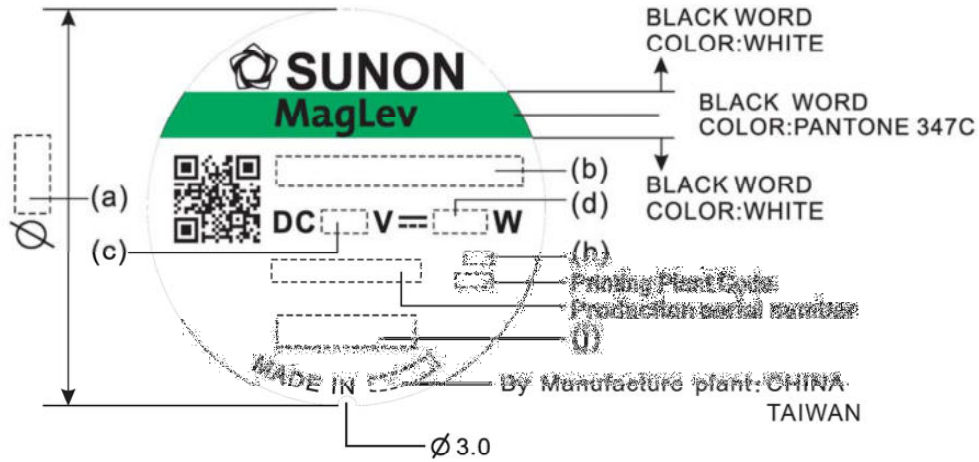 BLACK WORD
COLOR:WHITE
SUNON
MagLev
BLACK WORD
COLOR:PANTONE 347C
(a)
(b)
BLACK WORD
COLOR:WHITE
DC V W
(d)
Ø
(c)
(h)
Printing Plant Code
Production serial number
MADE IN
By Manufacture plant: CHINA
TAIWAN
Ø 3.0